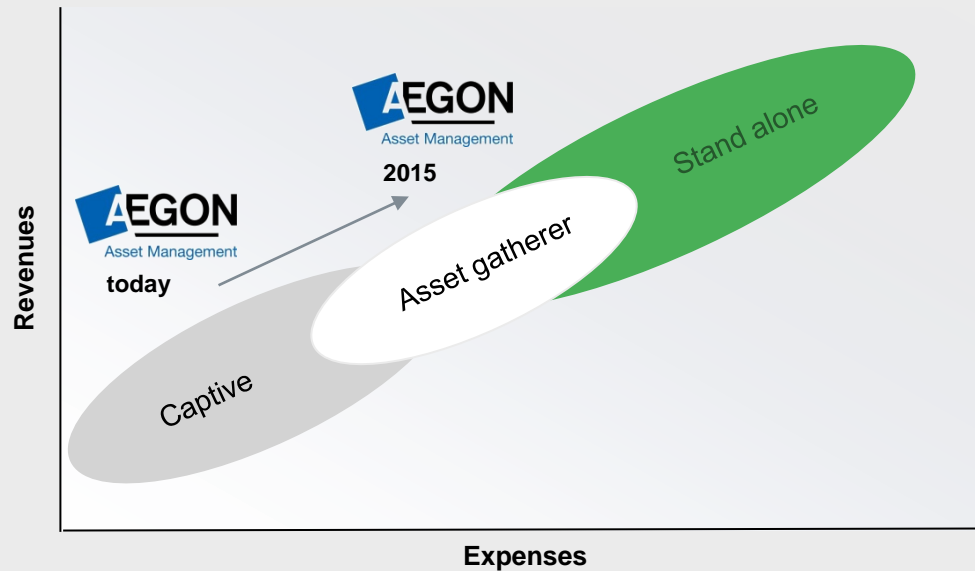 AEGON
Asset Management
2015
AEGON
Asset Management
today
Stand alone
Asset gatherer
Captive
Revenues
Expenses